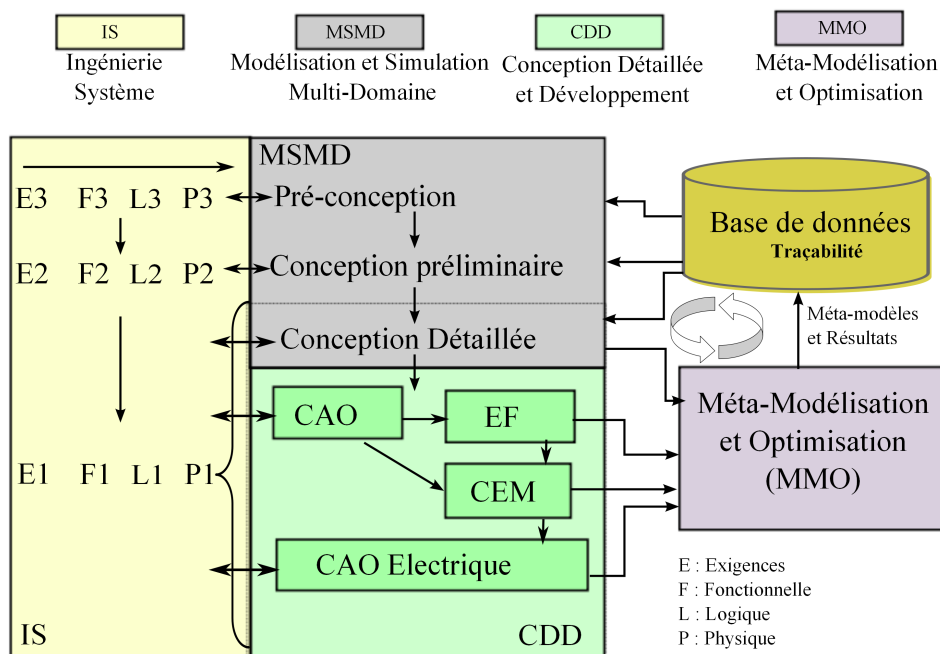 IS
Ingénierie
Système
MSMD
Modélisation et Simulation
Multi-Domaine
CDD
Conception Détaillée
et Développement
MMO
Méta-Modélisation
et Optimisation
MSMD
E3 F3 L3 P3
Pré-conception
E2 F2 L2 P2
Conception préliminaire
Conception Détaillée
Base de données
Traçabilité
Méta-modèles
et Résultats
CAO
EF
E1 F1 L1 P1
CEM
CAO Electrique
Méta-Modélisation
et Optimisation
(MMO)
IS
CDD
E : Exigences
F : Fonctionnelle
L : Logique
P : Physique